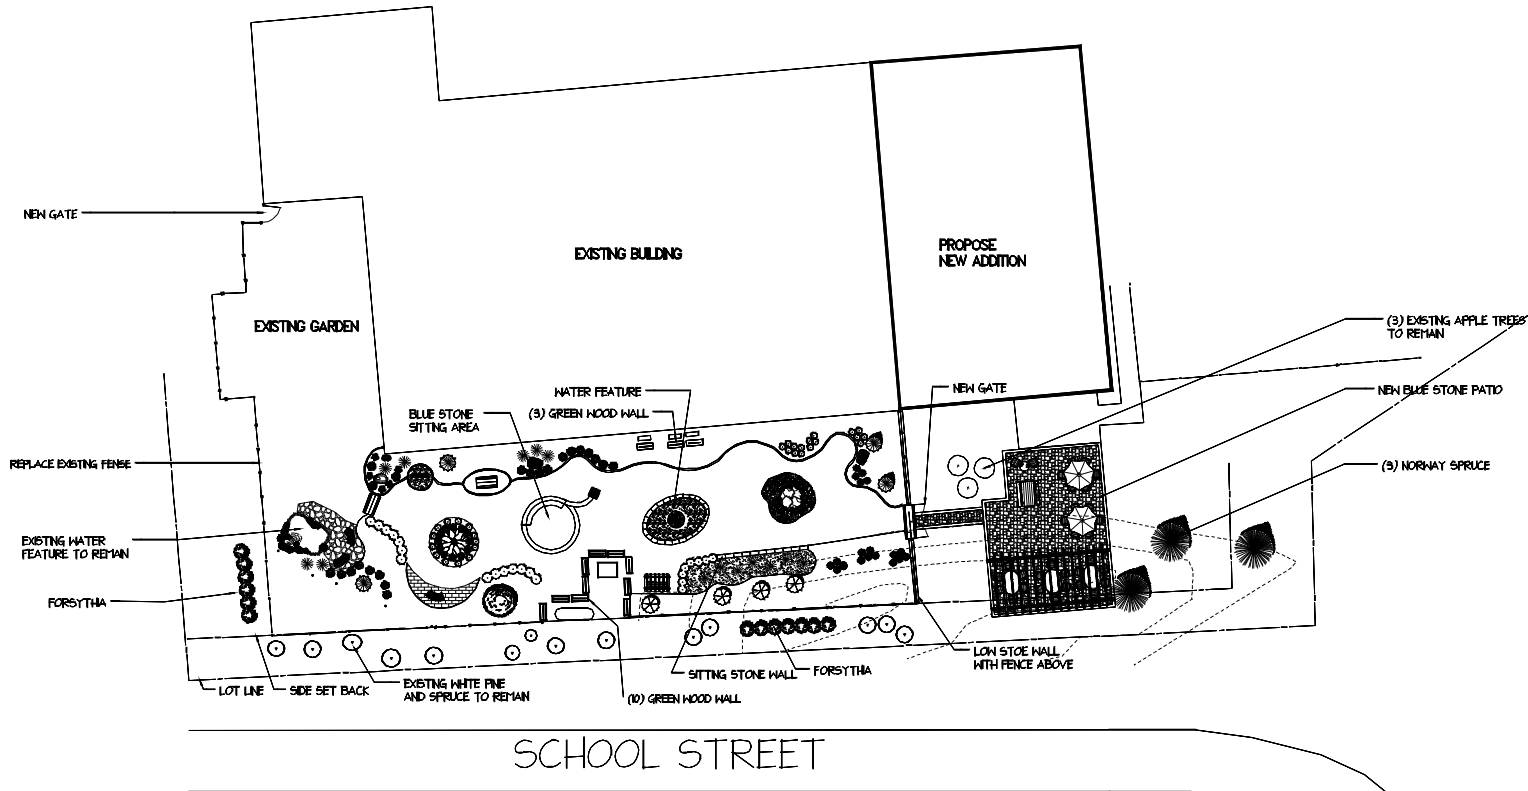 EXISTING BUILDING
PROPOSE
NEW ADDITION
NEW GATE
EXISTING GARDEN
(3) EXISTING APPLE TREES
TO REMAIN
WATER FEATURE
NEW GATE
NEW BLUE STONE PATIO
BLUE STONE
SITTING AREA
(3) GREEN WOOD WALL
REPLACE EXISTING FENSE
(3) NORWAY SPRUCE
EXISTING WATER
FEATURE TO REMAIN
FORSYTHIA
LOW STOE WALL
WITH FENCE ABOVE
SITTING STONE WALL
FORSYTHIA
LOT LINE
SIDE SET BACK
EXISTING WHITE PINE
AND SPRUCE TO REMAIN
(10) GREEN WOOD WALL
SCHOOL STREET